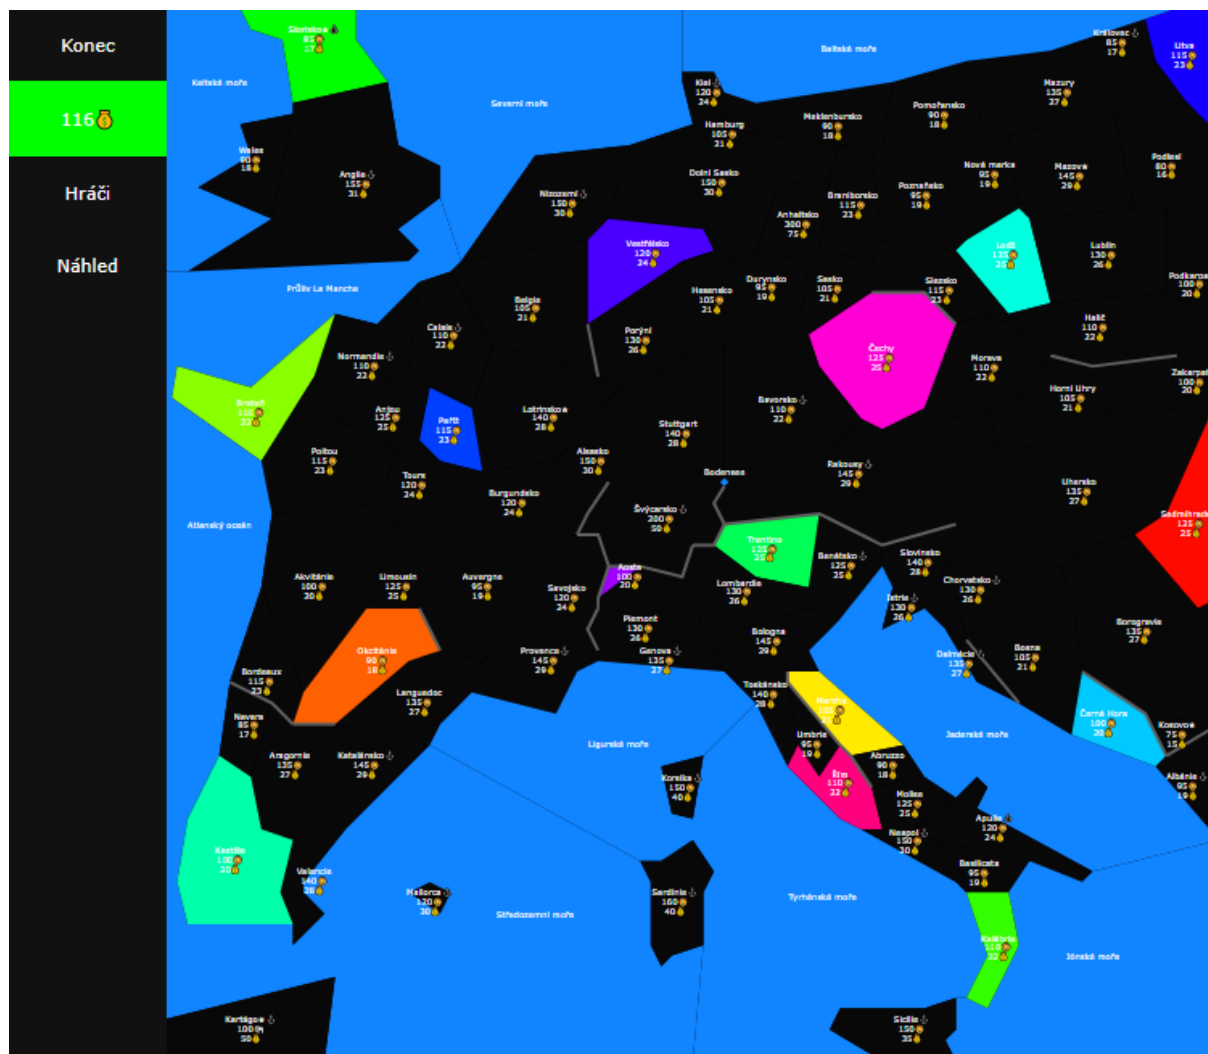 Konec
116
Hráči
Náhled
Skotsko
85
17
Keltské moře
Severní moře
Baltské moře
Královec
85
17
Litva
115
23
Kiel
120
24
Mazury
135
27
Hamburg
105
21
Meklenbursko
90
18
Pomořansko
90
18
Wales
90
18
Anglie
155
31
Nizozemí
150
30
Dolní Sasko
150
30
Braniborsko
115
23
Poznaňsko
95
19
Nová marka
95
19
Mazov
145
29
Podlesí
80
16
Anhaltsko
300
75
Vestfálsko
120
24
Lodž
125
25
Lublin
130
26
Průliv La Manche
Belgie
105
21
Hesensko
105
21
Durynsko
95
19
Sasko
105
21
Slezsko
115
23
Podkarpa
100
20
Calais
110
22
Porýní
130
26
Halič
110
22
Normandie
110
22
Čechy
125
25
Morava
110
22
Zakarpat
100
20
Bretaň
110
22
Anjou
125
25
Paříž
115
23
Lotrinsko
140
28
Bavorsko
110
22
Horní Uhry
105
21
Stuttgart
140
28
Poitou
115
23
Alsasko
150
30
Tours
120
24
Burgundsko
120
24
Bodensee
Rakousy
145
29
Uhersko
135
27
Atlanský oceán
Švýcarsko
200
50
Sedmihrads
125
25
Trentino
125
25
Benátsko
125
25
Slovinsko
140
28
Akvitánie
100
20
Limousin
125
25
Auvergne
95
19
Savojsko
120
24
Aosta
100
20
Lombardie
130
26
Chorvatsko
130
26
Istrie
130
26
Piemont
130
26
Bologna
145
29
Borogravie
135
27
Okcitánie
90
18
Provence
145
29
Genova
135
27
Dalmácie
135
27
Bosna
105
21
Bordeaux
115
23
Languedoc
135
27
Toskánsko
140
28
Marche
105
21
Navara
85
17
Černá Hora
100
20
Kosovo
75
15
Ligurské moře
Umbrie
95
19
Jaderské moře
Aragonie
135
27
Katalánsko
145
29
Abruzzo
90
18
Korsika
150
40
Řím
110
22
Albánie
95
19
Molise
125
25
Apulie
120
24
Neapol
150
30
Kastilie
100
20
Valencie
140
28
Basilicata
95
19
Mallorca
120
30
Středozemní moře
Sardinie
160
40
Tyrhénské moře
Kalábrie
110
22
Jónské moře
Kartágo
100
50
Sicílie
150
35